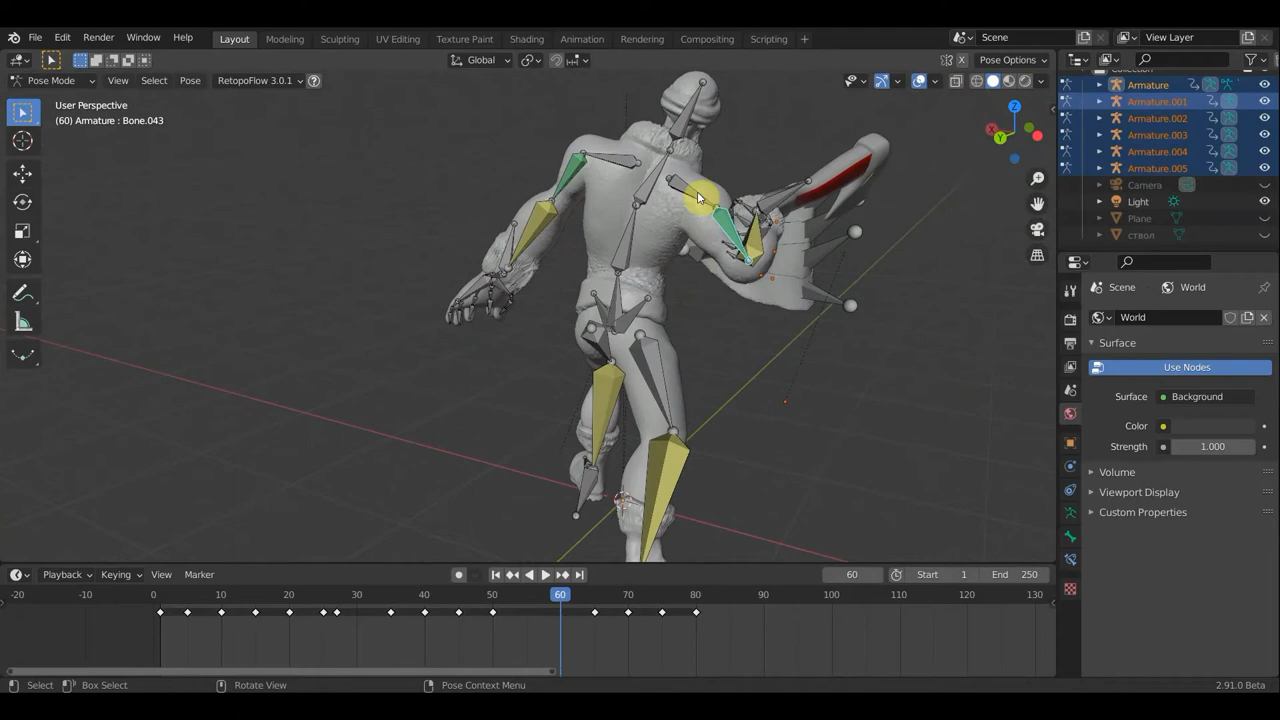 File Edit Render Window Help Layout Modeling Sculpting UV Editing Texture Paint Shading Animation Rendering Compositing Scripting + Scene View Layer
Global Pose Options
Pose Mode View Select Pose RetopoFlow 3.0.1 ?
User Perspective
(60) Armature : Bone.043
Z
X
Y
Armature
Armature.001
Armature.002
Armature.003
Armature.004
Armature.005
Camera
Light
Plane
ствол
Scene World
World
Surface
Use Nodes
Surface Background
Color
Strength 1.000
Volume
Viewport Display
Custom Properties
Playback Keying View Marker 60 Start 1 End 250
-20 -10 0 10 20 30 40 50 60 70 80 90 100 110 120 130
Select Box Select Rotate View Pose Context Menu 2.91.0 Beta